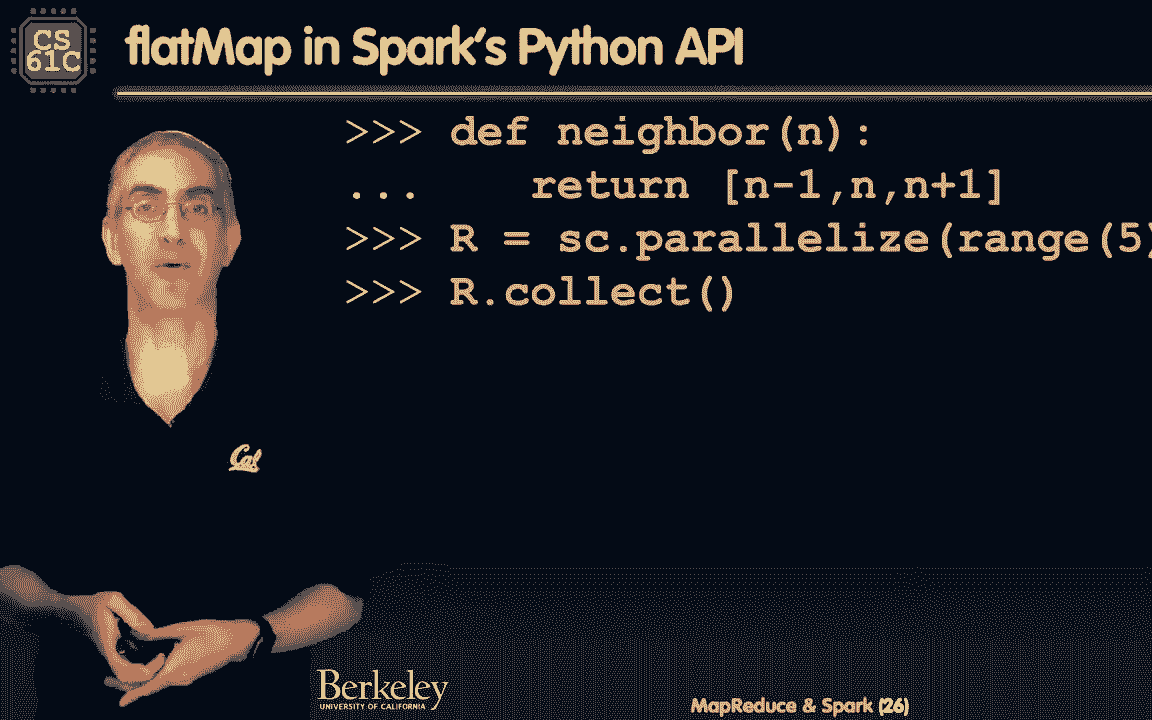 CS
61C
flatMap in Spark's Python API
>>> def neighbor(n):
... return [n-1,n,n+1]
>>> R = sc.parallelize(range(5)
>>> R.collect()
Cal
Berkeley
UNIVERSITY OF CALIFORNIA
MapReduce & Spark (26)